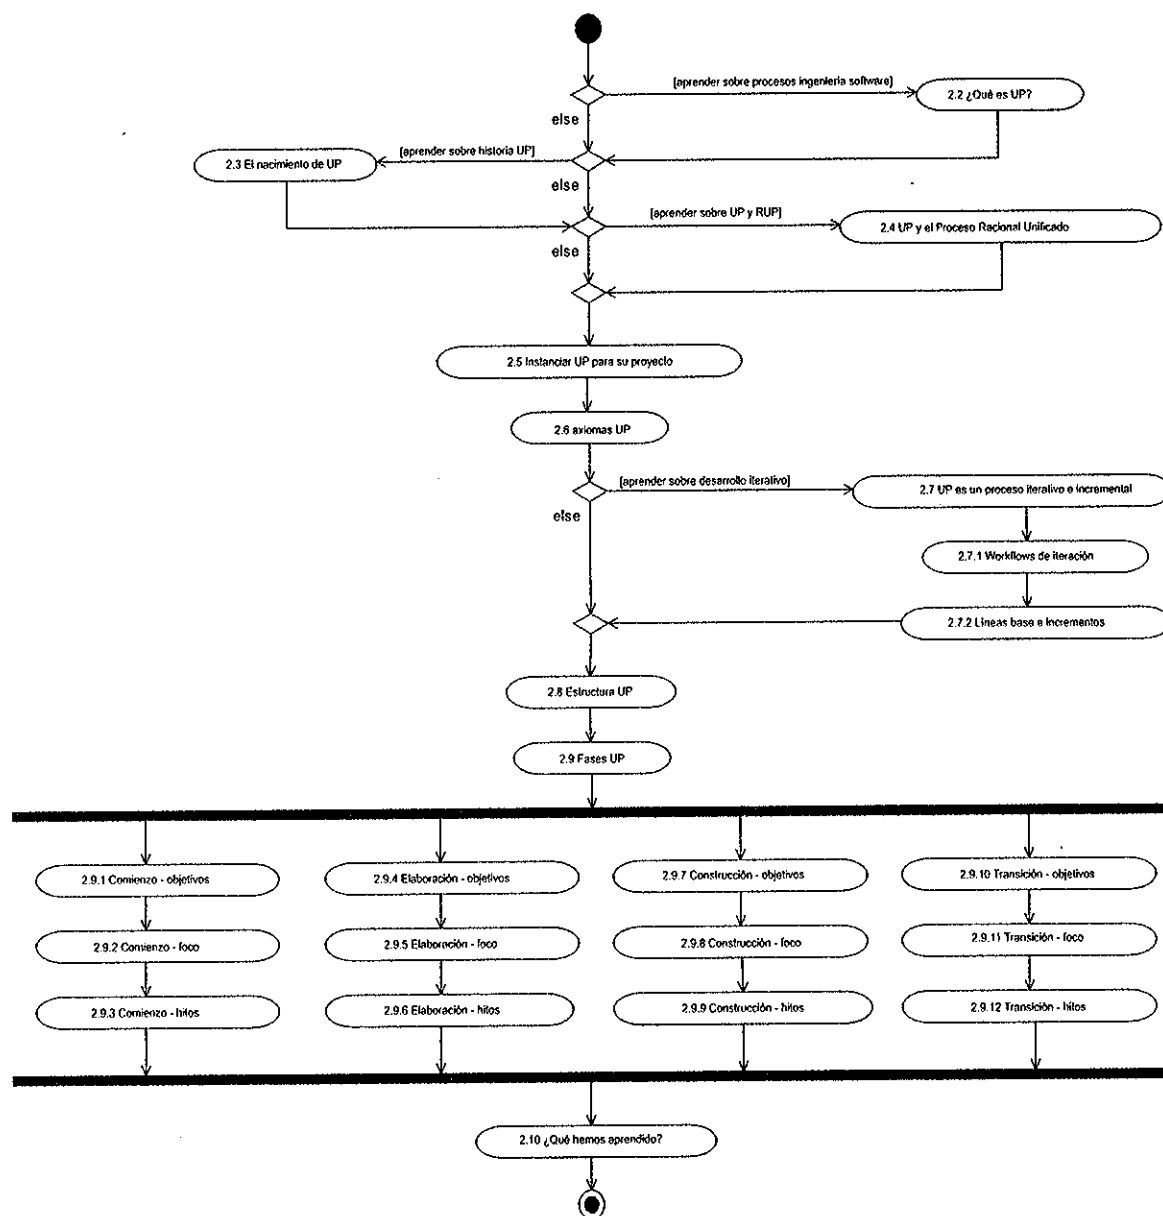 [aprender sobre procesos ingeniería software]
2.2 ¿Qué es UP?
else
[aprender sobre historia UP]
2.3 El nacimiento de UP
else
[aprender sobre UP y RUP]
2.4 UP y el Proceso Racional Unificado
else
2.5 Instanciar UP para su proyecto
2.6 axiomas UP
[aprender sobre desarrollo iterativo]
2.7 UP es un proceso iterativo e incremental
else
2.7.1 Workflows de iteración
2.7.2 Líneas base e incrementos
2.8 Estructura UP
2.9 Fases UP
2.9.1 Comienzo - objetivos
2.9.4 Elaboración - objetivos
2.9.7 Construcción - objetivos
2.9.10 Transición - objetivos
2.9.2 Comienzo - foco
2.9.5 Elaboración - foco
2.9.8 Construcción - foco
2.9.11 Transición - foco
2.9.3 Comienzo - hitos
2.9.6 Elaboración - hitos
2.9.9 Construcción - hitos
2.9.12 Transición - hitos
2.10 ¿Qué hemos aprendido?